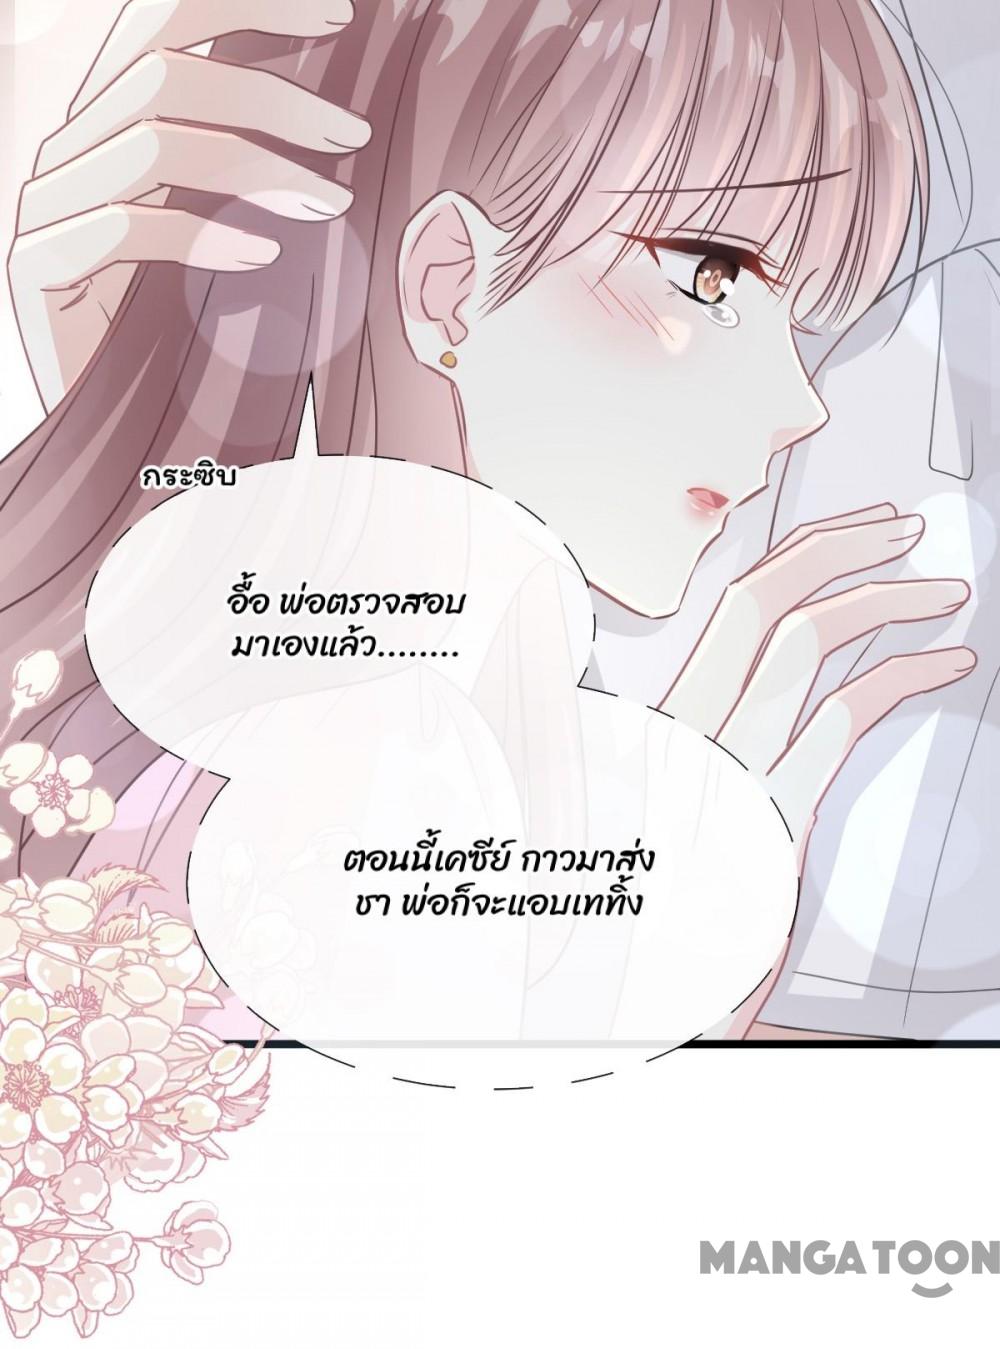 กระซิบ
อื้อ พ่อตรวจสอบ
มาเองแล้ว........
ตอนนี้เคซีย์ กาวมาส่ง
ชา พ่อก็จะแอบเททิ้ง
MANGATOON